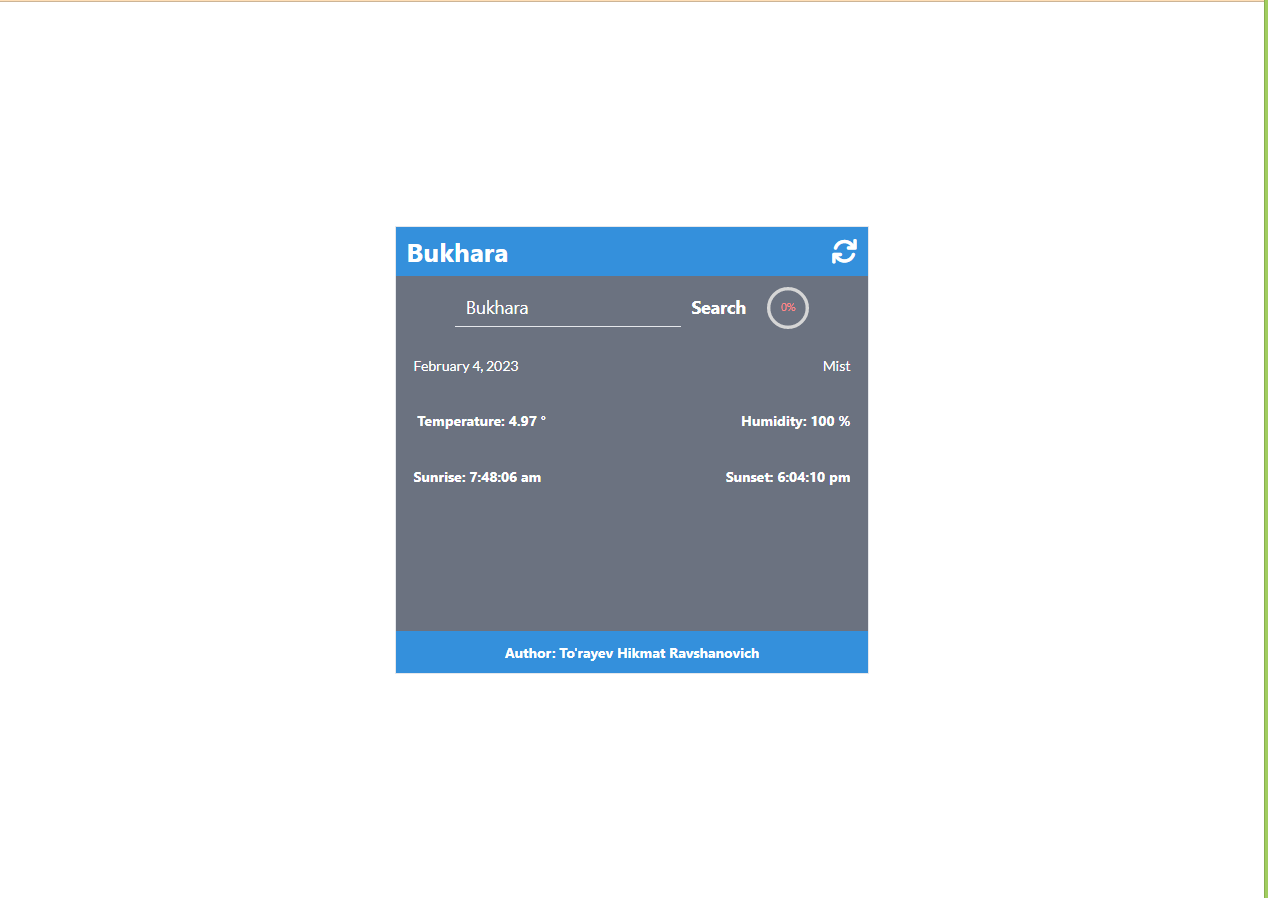 Bukhara
Bukhara Search 0%
February 4, 2023 Mist
Temperature: 4.97 ° Humidity: 100 %
Sunrise: 7:48:06 am Sunset: 6:04:10 pm
Author: To'rayev Hikmat Ravshanovich